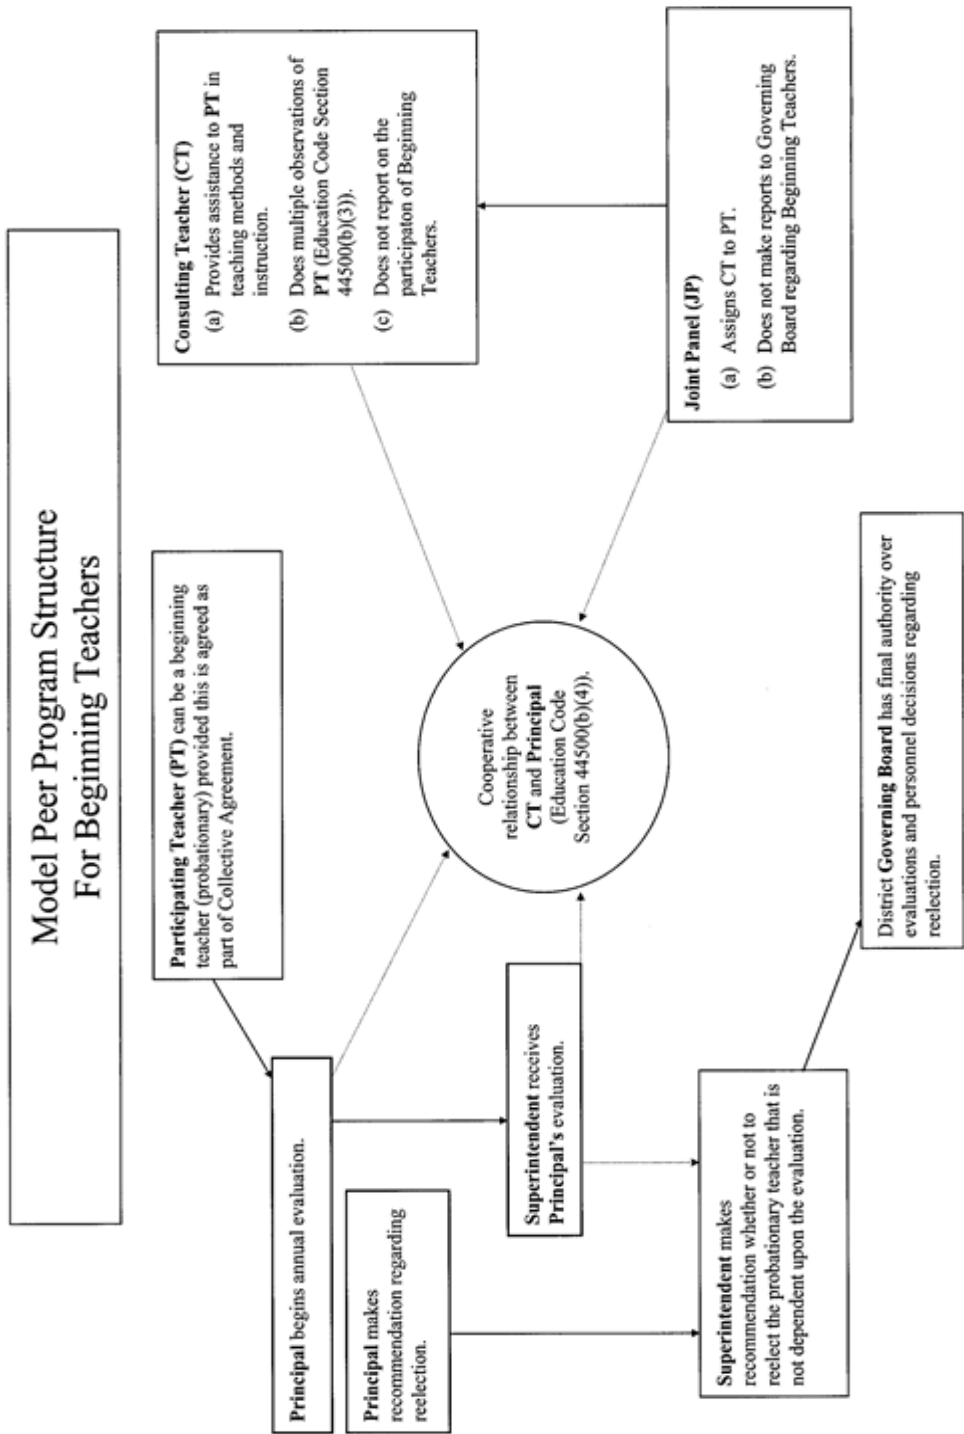 Model Peer Program Structure
For Beginning Teachers
Participating Teacher (PT) can be a beginning
teacher (probationary) provided this is agreed as
part of Collective Agreement.
Consulting Teacher (CT)
(a) Provides assistance to PT in
teaching methods and
instruction.
(b) Does multiple observations of
PT (Education Code Section
44500(b)(3)).
(c) Does not report on the
participaton of Beginning
Teachers.
Principal begins annual evaluation.
Principal makes
recommendation regarding
reelection.
Superintendent receives
Principal's evaluation.
Cooperative
relationship between
CT and Principal
(Education Code
Section 44500(b)(4)).
Joint Panel (JP)
(a) Assigns CT to PT.
(b) Does not make reports to Governing
Board regarding Beginning Teachers.
Superintendent makes
recommendation whether or not to
reelect the probationary teacher that is
not dependent upon the evaluation.
District Governing Board has final authority over
evaluations and personnel decisions regarding
reelection.